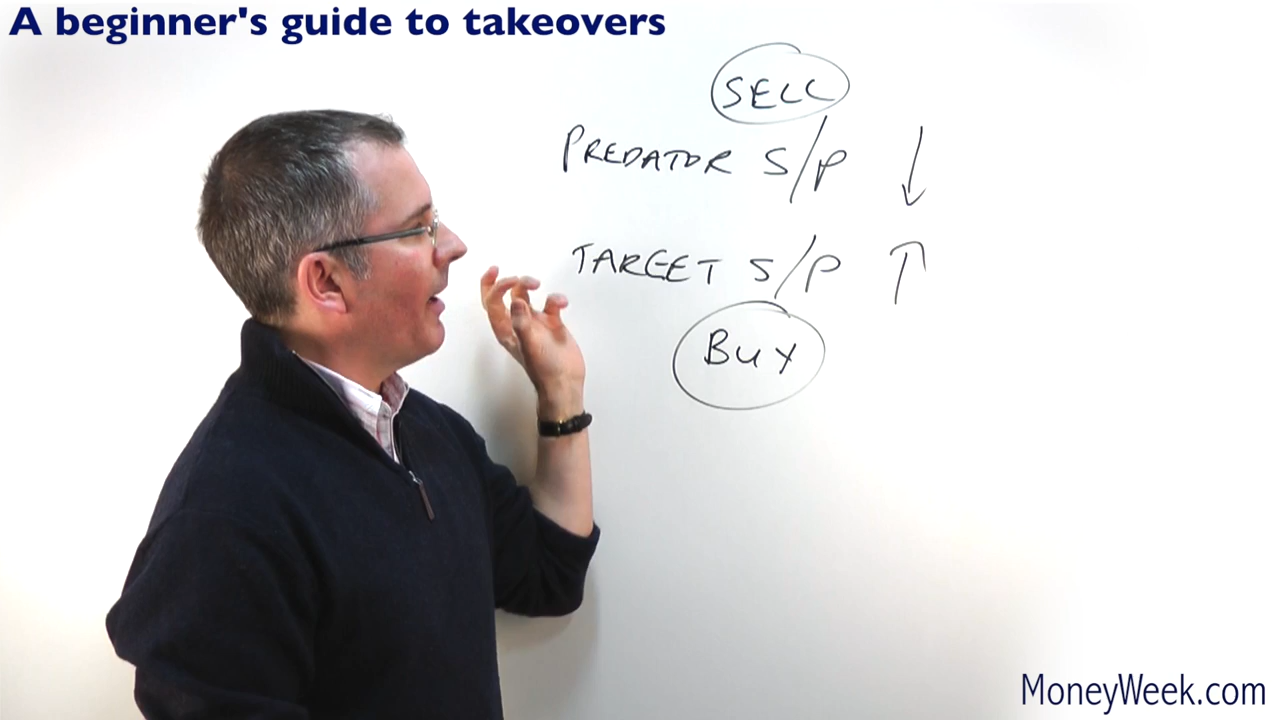 A beginner's guide to takeovers
SELL
PREDATOR S/P ↓
TARGET S/P ↑
BUY
MoneyWeek.com